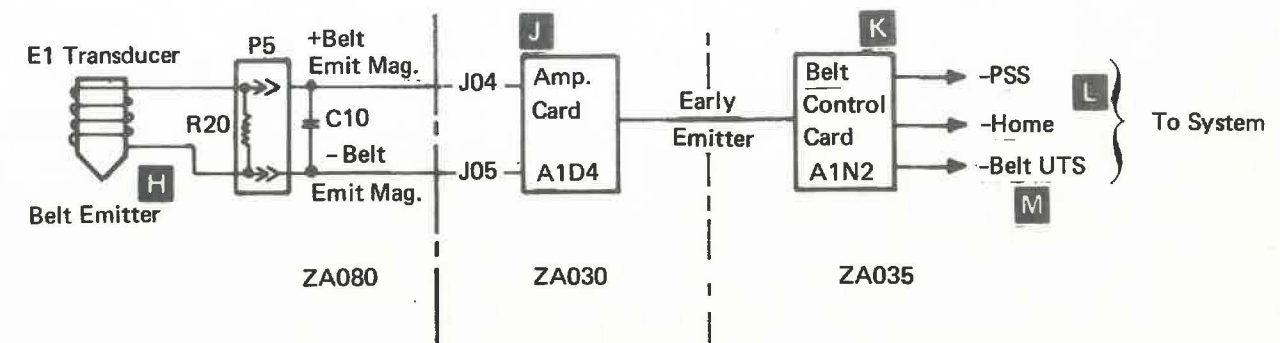 E1 Transducer
H
Belt Emitter
P5
R20
+Belt
Emit Mag.
C10
-Belt
Emit Mag.
ZA080
J04
J05
J
Amp.
Card
A1D4
ZA030
Early
Emitter
K
Belt
Control
Card
A1N2
ZA035
-PSS
-Home
-Belt UTS
L
M
To System